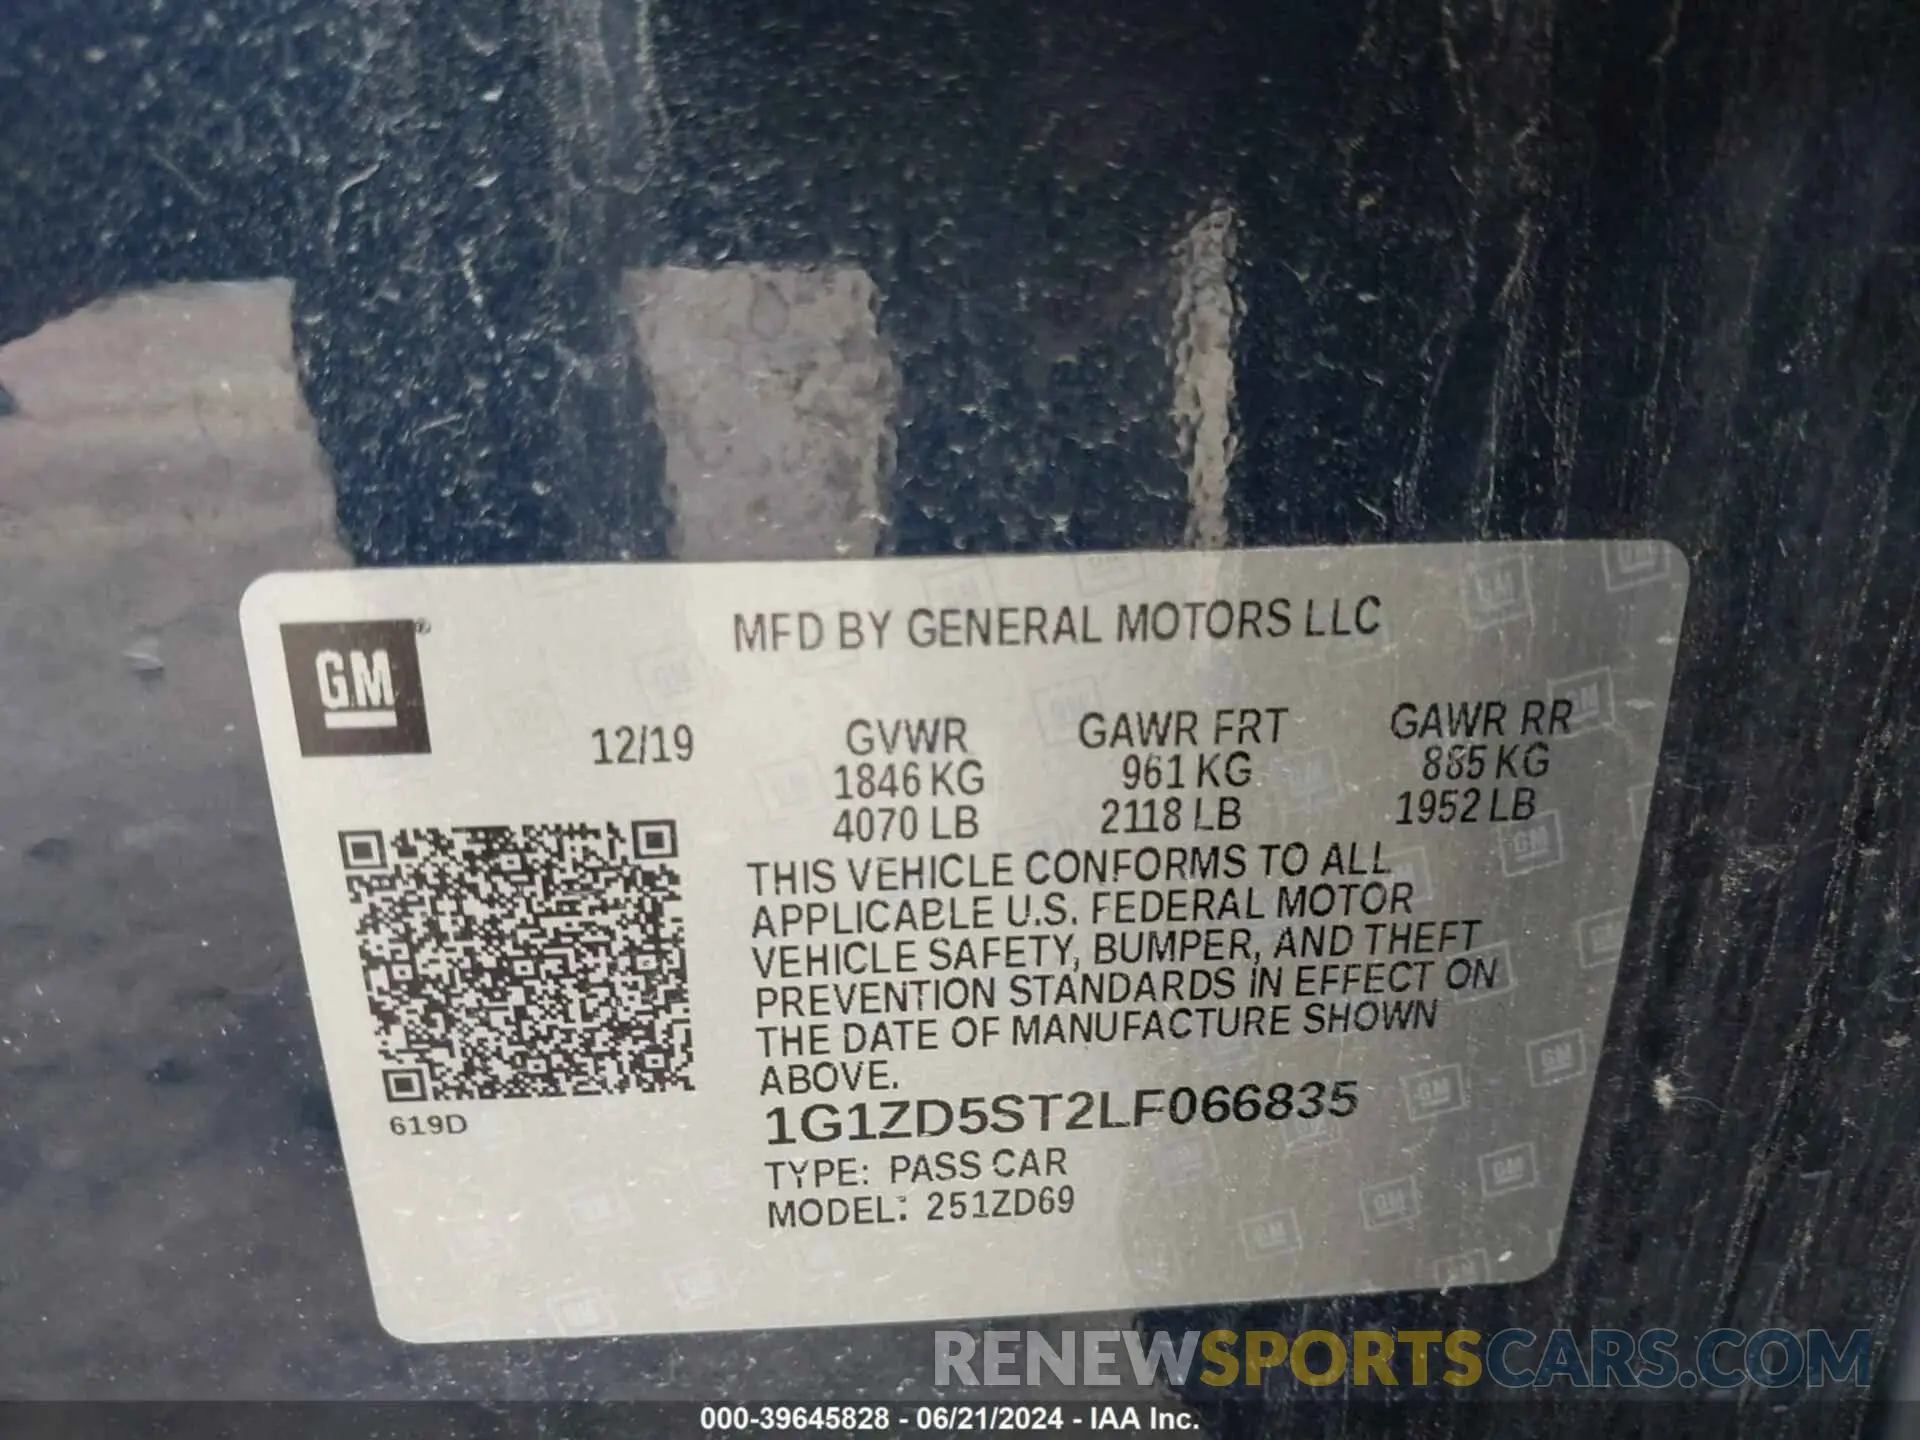 GM®
MFD BY GENERAL MOTORS LLC
12/19
GVWR GAWR FRT GAWR RR
1846 KG 961 KG 885 KG
4070 LB 2118 LB 1952 LB
THIS VEHICLE CONFORMS TO ALL
APPLICABLE U.S. FEDERAL MOTOR
VEHICLE SAFETY, BUMPER, AND THEFT
PREVENTION STANDARDS IN EFFECT ON
THE DATE OF MANUFACTURE SHOWN
ABOVE.
619D
1G1ZD5ST2LF066835
TYPE: PASS CAR
MODEL: 251ZD69
RENEWSPORTSCARS.COM
000-39645828 - 06/21/2024 - IAA Inc.